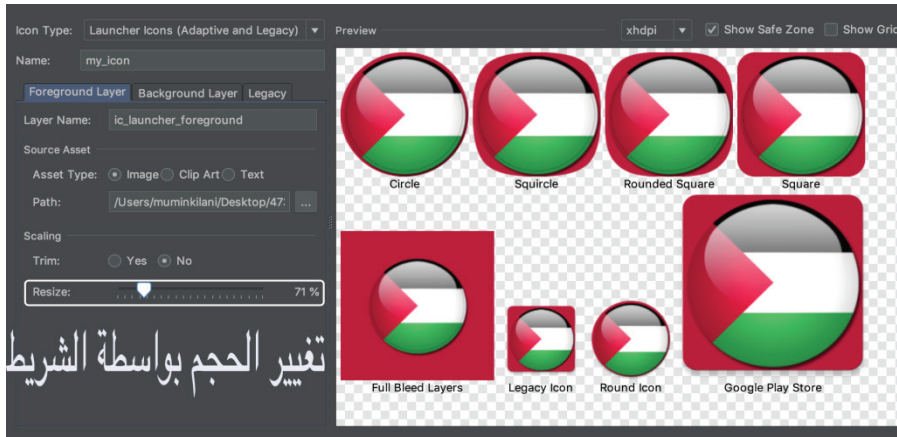 Icon Type: Launcher Icons (Adaptive and Legacy)
Name: my_icon
Foreground Layer Background Layer Legacy
Layer Name: ic_launcher_foreground
Source Asset
Asset Type: Image Clip Art Text
Path: /Users/muminkilani/Desktop/47: ...
Scaling
Trim: Yes No
Resize: 71 %
تغيير الحجم بواسطة الشريط
Preview xhdpi Show Safe Zone Show Grid
Circle Squircle Rounded Square Square
Full Bleed Layers Legacy Icon Round Icon Google Play Store